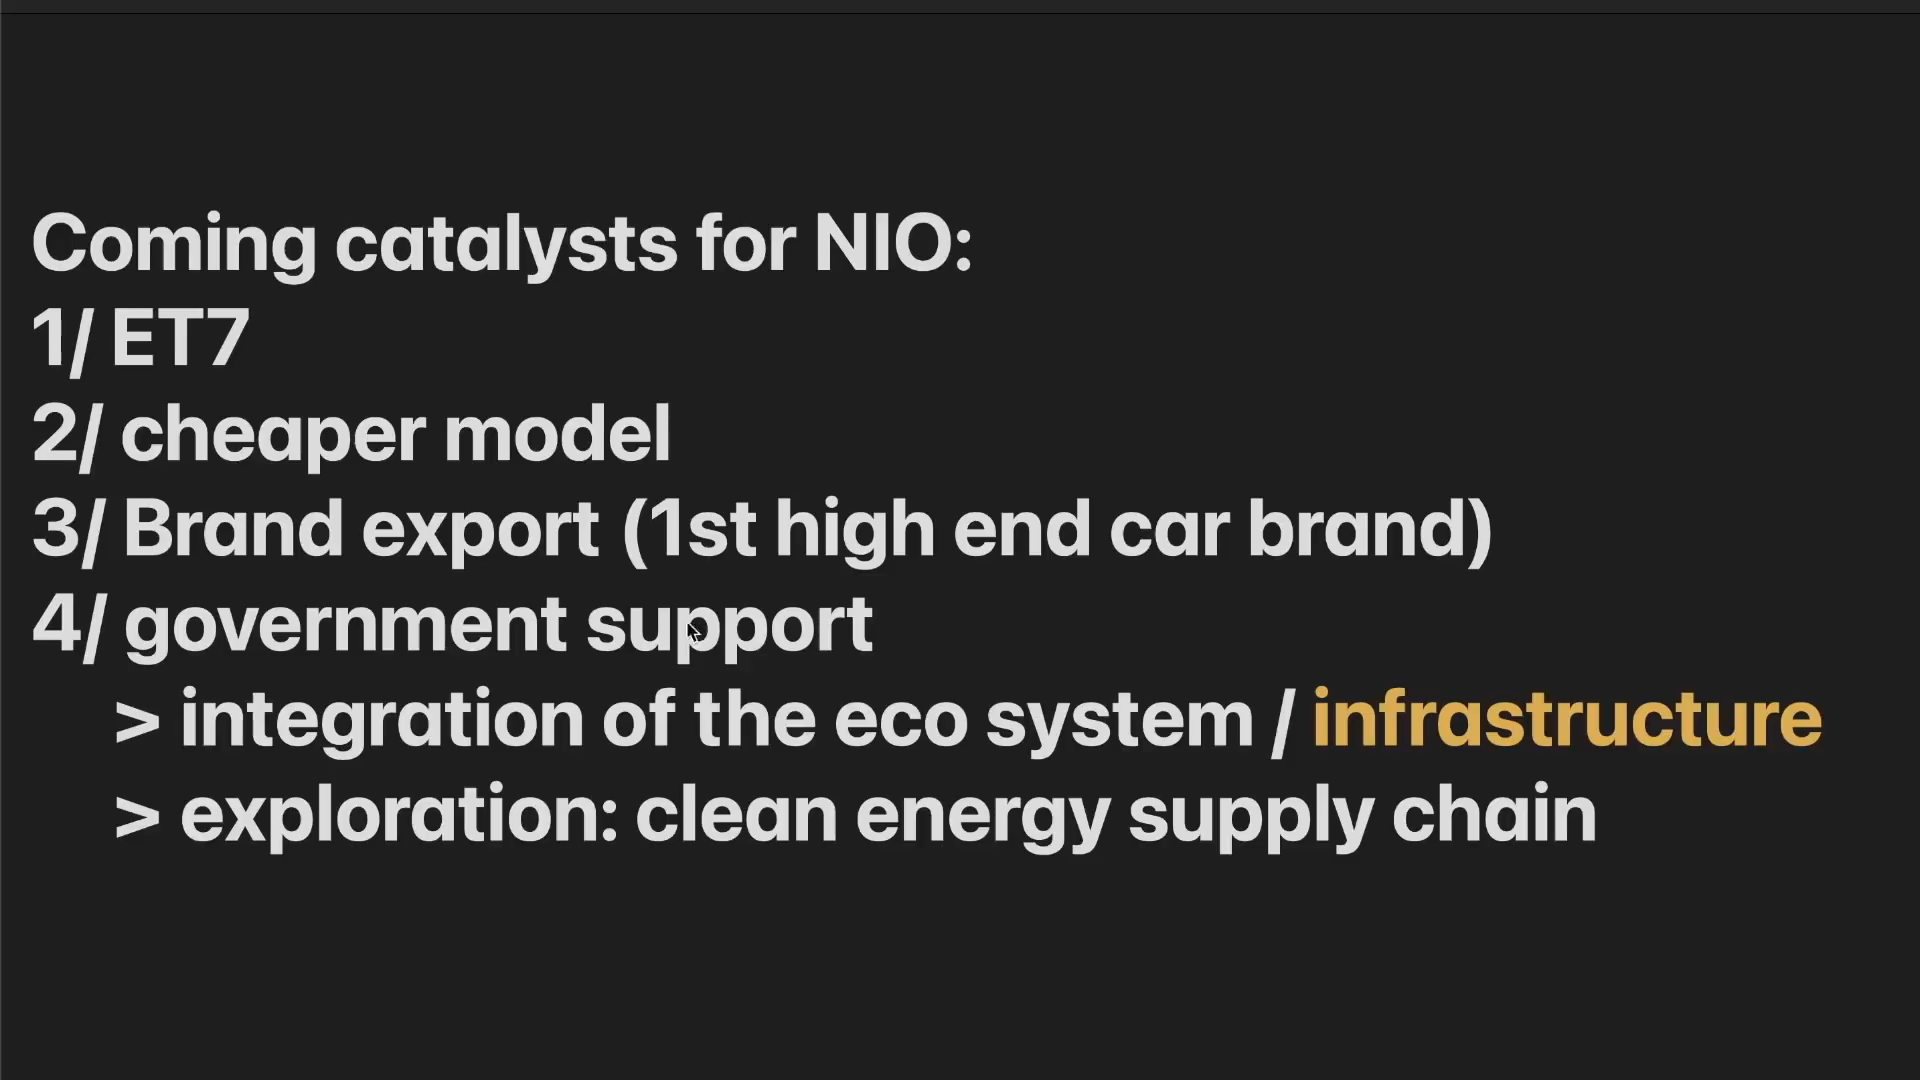 Coming catalysts for NIO:
1/ ET7
2/ cheaper model
3/ Brand export (1st high end car brand)
4/ government support
> integration of the eco system / infrastructure
> exploration: clean energy supply chain